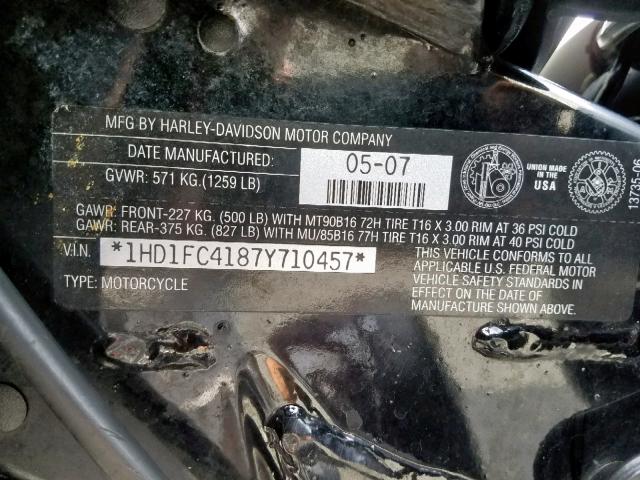 MFG BY HARLEY-DAVIDSON MOTOR COMPANY
DATE MANUFACTURED: 05-07
GVWR: 571 KG.(1259 LB)
UNION MADE
IN THE
USA
GAWR: FRONT-227 KG. (500 LB) WITH MT90B16 72H TIRE T16 X 3.00 RIM AT 36 PSI COLD
GAWR: REAR-375 KG. (827 LB) WITH MU/85B16 77H TIRE T16 X 3.00 RIM AT 40 PSI COLD
V.I.N. *1HD1FC4187Y710457*
TYPE: MOTORCYCLE
THIS VEHICLE CONFORMS TO ALL
APPLICABLE U.S. FEDERAL MOTOR
VEHICLE SAFETY STANDARDS IN
EFFECT ON THE DATE OF
MANUFACTURE SHOWN ABOVE.